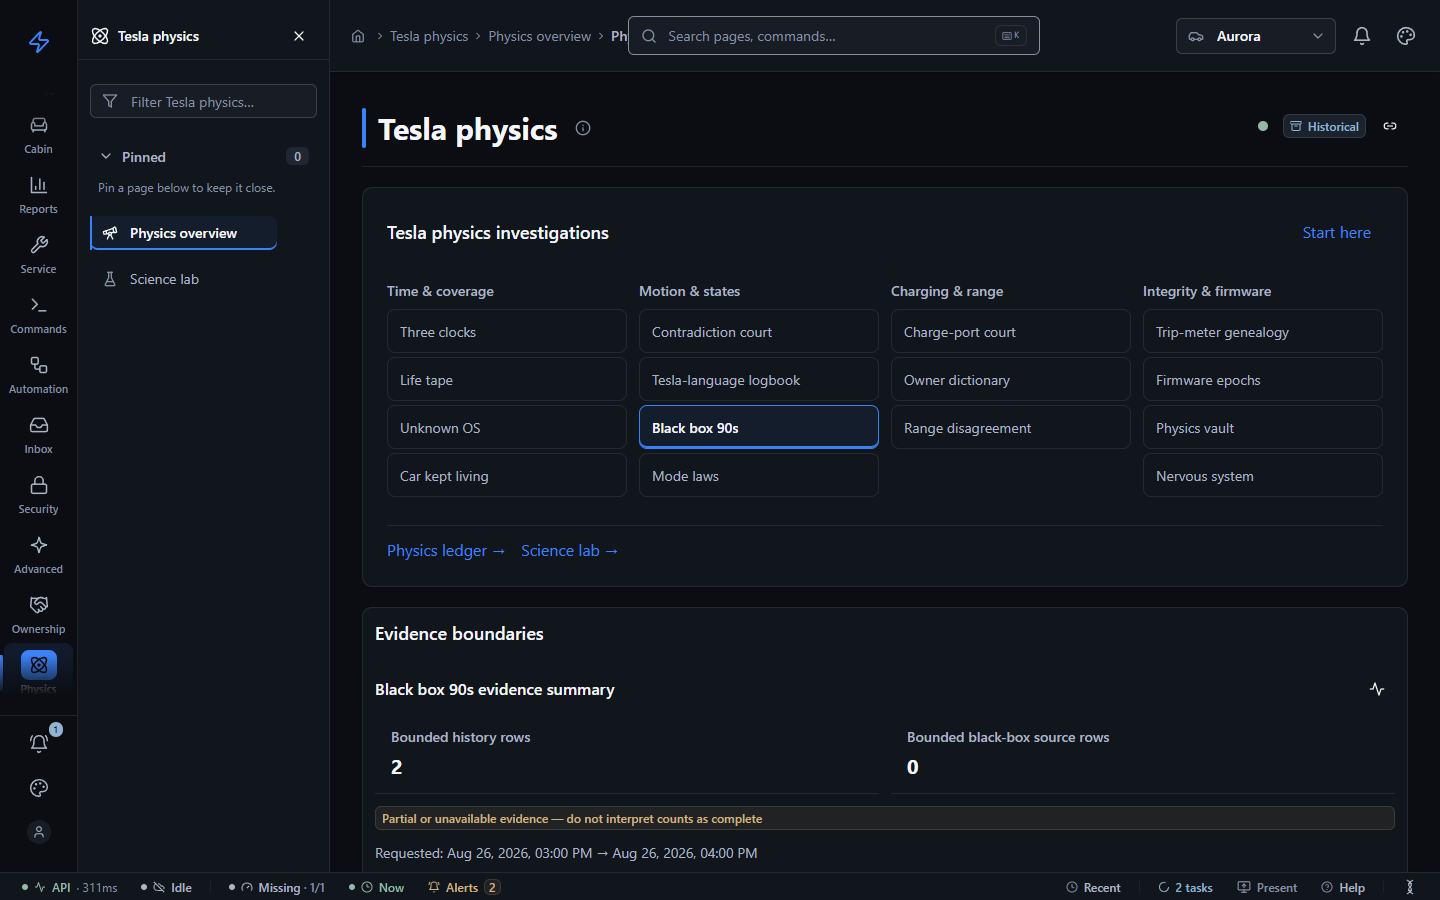 Cabin
Reports
Service
Commands
Automation
Inbox
Security
Advanced
Ownership
Physics
1
Tesla physics
Filter Tesla physics...
Pinned
0
Pin a page below to keep it close.
Physics overview
Science lab
Tesla physics > Physics overview > Ph
Search pages, commands...
K
Aurora
Tesla physics
Historical
Tesla physics investigations
Start here
Time & coverage
Three clocks
Life tape
Unknown OS
Car kept living
Motion & states
Contradiction court
Tesla-language logbook
Black box 90s
Mode laws
Charging & range
Charge-port court
Owner dictionary
Range disagreement
Integrity & firmware
Trip-meter genealogy
Firmware epochs
Physics vault
Nervous system
Physics ledger →
Science lab →
Evidence boundaries
Black box 90s evidence summary
Bounded history rows
2
Bounded black-box source rows
0
Partial or unavailable evidence — do not interpret counts as complete
Requested: Aug 26, 2026, 03:00 PM → Aug 26, 2026, 04:00 PM
API · 311ms
Idle
Missing · 1/1
Now
Alerts 2
Recent
2 tasks
Present
Help